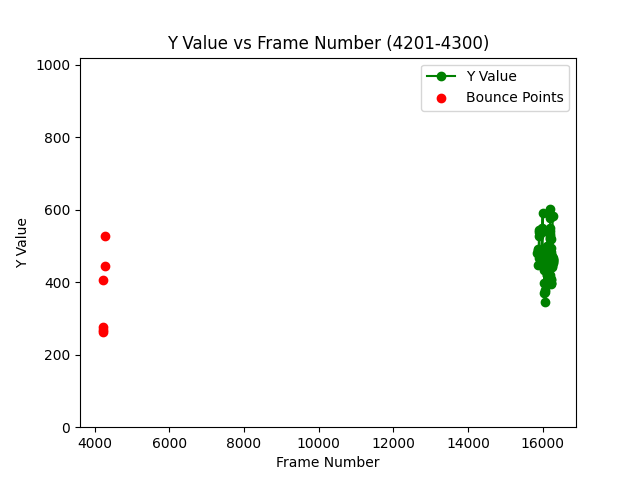 Y Value vs Frame Number (4201-4300)
Y Value
Bounce Points
1000
800
600
400
200
0
Y Value
4000 6000 8000 10000 12000 14000 16000
Frame Number